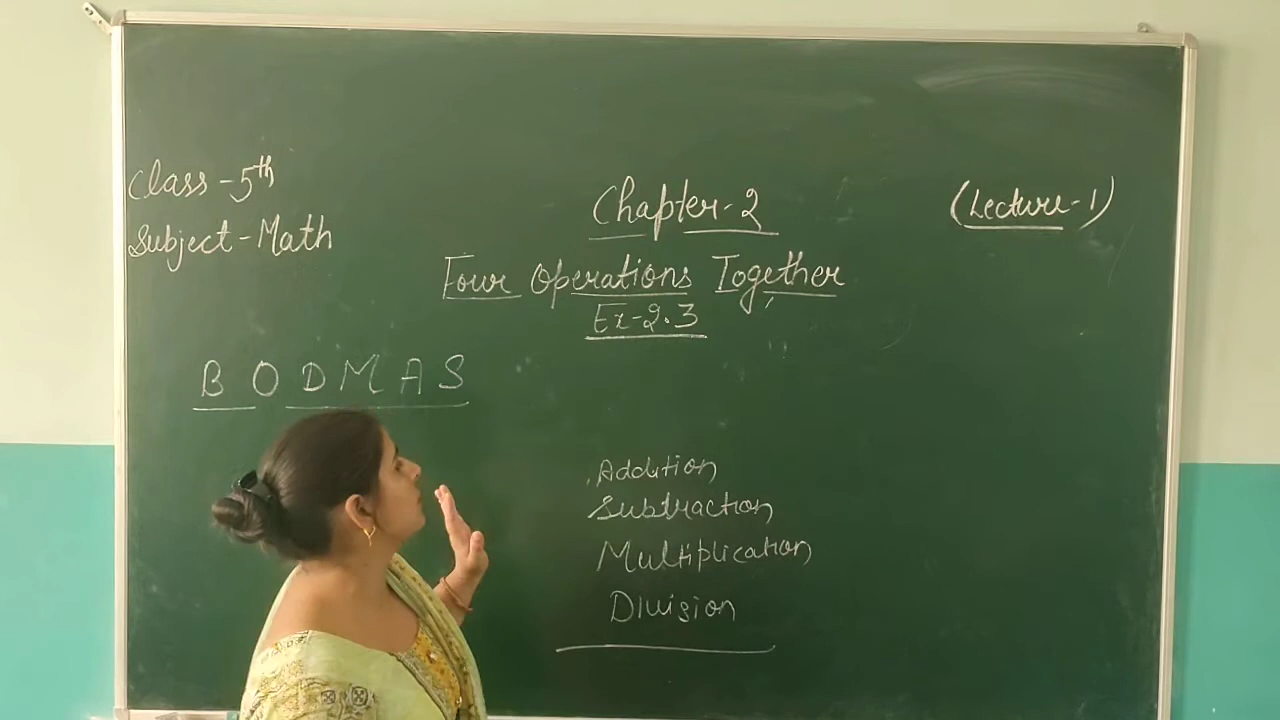 Class - 5th
Subject - Math
Chapter - 2
(Lecture - 1)
Four Operations Together
Ex - 2.3
B O D M A S
Addition
Subtraction
Multiplication
Division